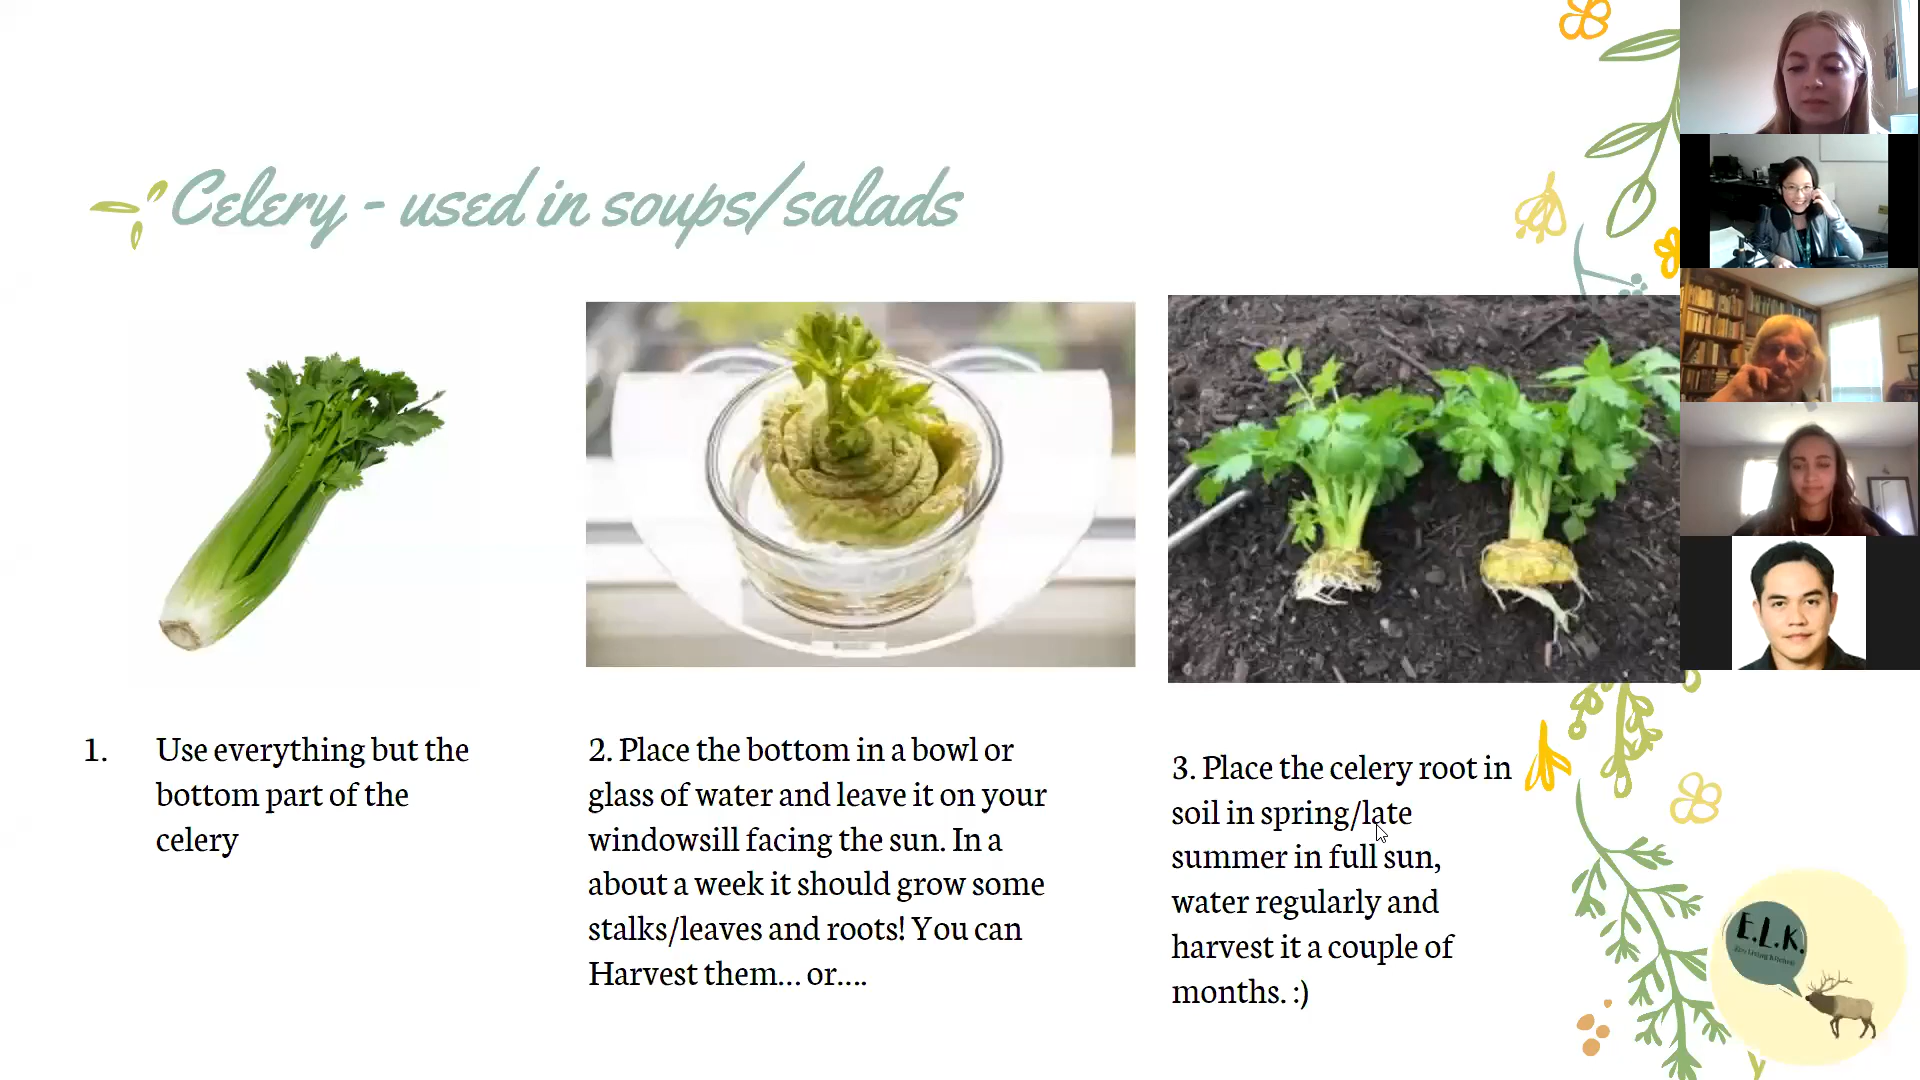 Celery - used in soups/salads
1. Use everything but the
bottom part of the
celery
2. Place the bottom in a bowl or
glass of water and leave it on your
windowsill facing the sun. In a
about a week it should grow some
stalks/leaves and roots! You can
Harvest them... or....
3. Place the celery root in
soil in spring/late
summer in full sun,
water regularly and
harvest it a couple of
months. :)
E.L.K.